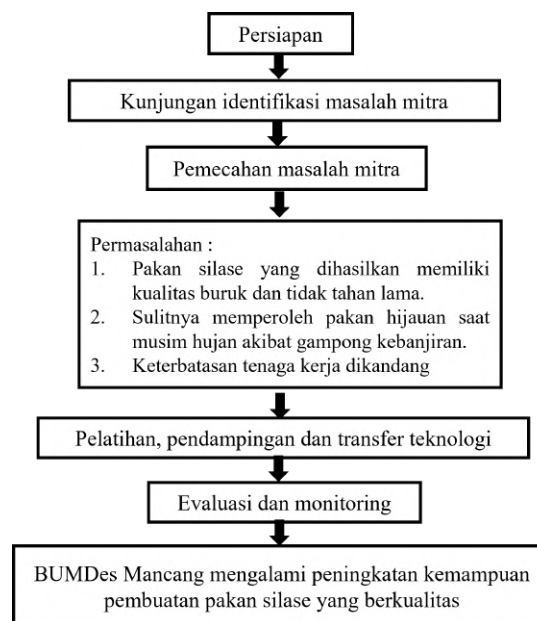 Persiapan
Kunjungan identifikasi masalah mitra
Pemecahan masalah mitra
Permasalahan :
1. Pakan silase yang dihasilkan memiliki
kualitas buruk dan tidak tahan lama.
2. Sulitnya memperoleh pakan hijauan saat
musim hujan akibat gampong kebanjiran.
3. Keterbatasan tenaga kerja dikandang
Pelatihan, pendampingan dan transfer teknologi
Evaluasi dan monitoring
BUMDes Mancang mengalami peningkatan kemampuan
pembuatan pakan silase yang berkualitas